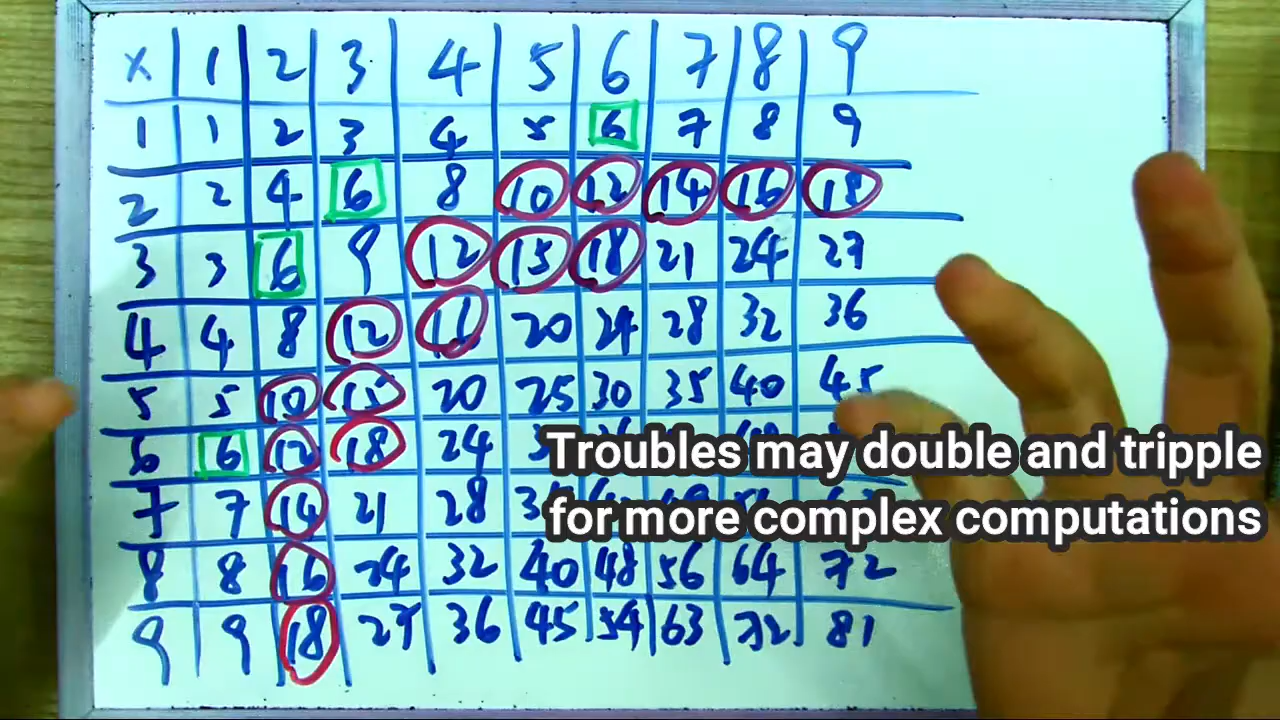 × 1 2 3 4 5 6 7 8 9
1 1 2 3 4 5 6 7 8 9
2 2 4 6 8 10 12 14 16 18
3 3 6 9 12 15 18 21 24 27
4 4 8 12 20 24 28 32 36
5 5 10 15 20 25 30 35 40 45
6 6 12 18 24
7 7 14 21 28
8 8 16 24 32 40 48 56 64 72
9 9 18 27 36 45 54 63 72 81
Troubles may double and tripple
for more complex computations